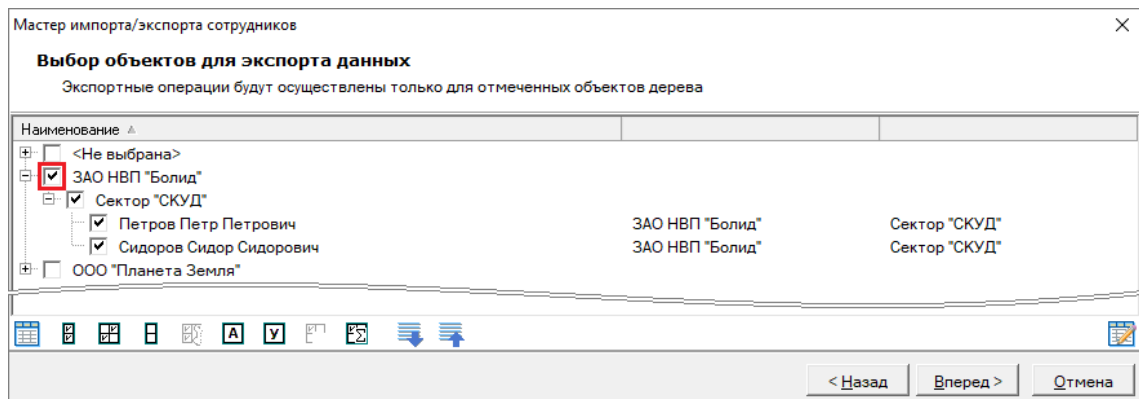 Мастер импорта/экспорта сотрудников
Выбор объектов для экспорта данных
Экспортные операции будут осуществлены только для отмеченных объектов дерева
Наименование
<Не выбрана>
ЗАО НВП "Болид"
Сектор "СКУД"
Петров Петр Петрович ЗАО НВП "Болид" Сектор "СКУД"
Сидоров Сидор Сидорович ЗАО НВП "Болид" Сектор "СКУД"
ООО "Планета Земля"
А У
< Назад Вперед > Отмена